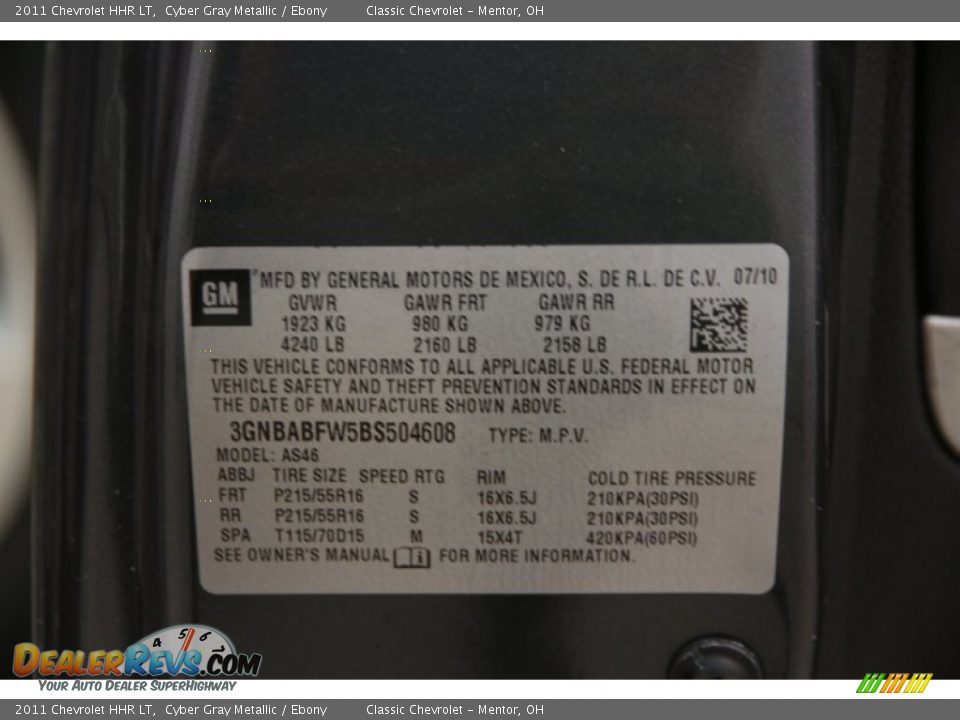 2011 Chevrolet HHR LT, Cyber Gray Metallic / Ebony Classic Chevrolet - Mentor, OH
GM MFD BY GENERAL MOTORS DE MEXICO, S. DE R.L. DE C.V. 07/10
GVWR GAWR FRT GAWR RR
1923 KG 980 KG 979 KG
4240 LB 2160 LB 2158 LB
THIS VEHICLE CONFORMS TO ALL APPLICABLE U.S. FEDERAL MOTOR
VEHICLE SAFETY AND THEFT PREVENTION STANDARDS IN EFFECT ON
THE DATE OF MANUFACTURE SHOWN ABOVE.
3GNBABFW5BS504608 TYPE: M.P.V.
MODEL: AS46
ABBJ TIRE SIZE SPEED RTG RIM COLD TIRE PRESSURE
FRT P215/55R16 S 16X6.5J 210KPA(30PSI)
RR P215/55R16 S 16X6.5J 210KPA(30PSI)
SPA T115/70D15 M 15X4T 420KPA(60PSI)
SEE OWNER'S MANUAL FOR MORE INFORMATION.
4 5 6 7
DEALERREVS.COM
YOUR AUTO DEALER SUPERHIGHWAY
2011 Chevrolet HHR LT, Cyber Gray Metallic / Ebony Classic Chevrolet - Mentor, OH